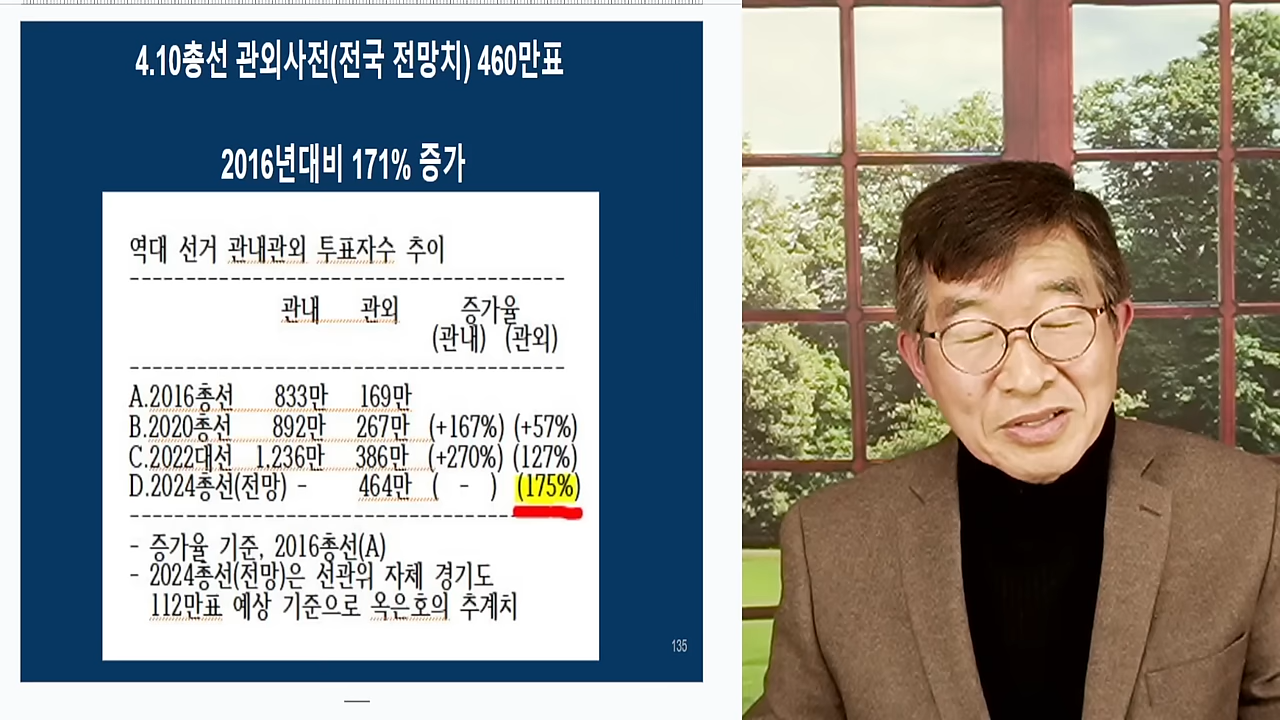 4.10총선 관외사전(전국 전망치) 460만표
2016년대비 171% 증가
역대 선거 관내관외 투표자수 추이
관내 관외 증가율
(관내) (관외)
A.2016총선 833만 169만
B.2020총선 892만 267만 (+167%) (+57%)
C.2022대선 1,236만 386만 (+270%) (127%)
D.2024총선(전망) - 464만 ( - ) (175%)
- 증가율 기준, 2016총선(A)
- 2024총선(전망)은 선관위 자체 경기도
112만표 예상 기준으로 옥은호의 추계치
135